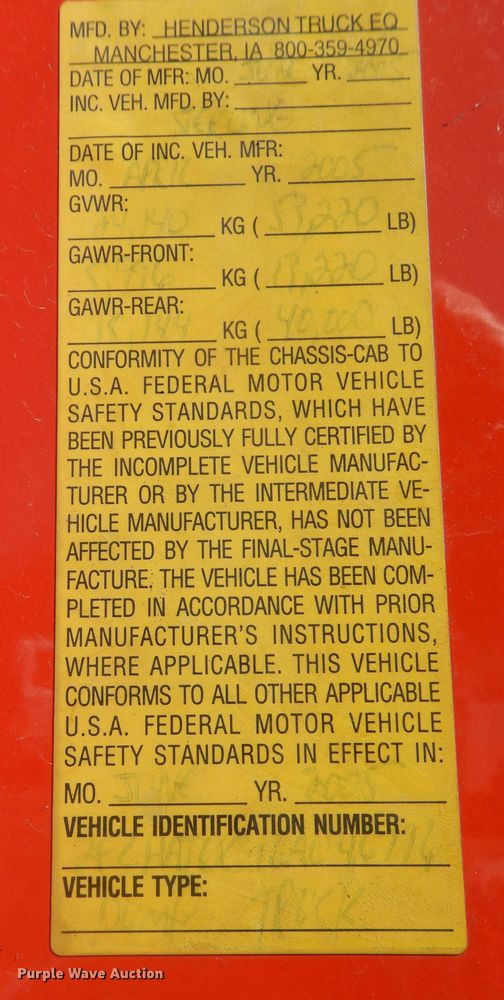 MFD. BY: HENDERSON TRUCK EQ
MANCHESTER, IA 800-359-4970
DATE OF MFR: MO. YR.
INC. VEH. MFD. BY:
STERLING
DATE OF INC. VEH. MFR:
MO. APRIL YR. 2005
GVWR:
KG ( 53,220 LB)
GAWR-FRONT:
KG ( 13,220 LB)
GAWR-REAR:
KG ( 40,000 LB)
CONFORMITY OF THE CHASSIS-CAB TO
U.S.A. FEDERAL MOTOR VEHICLE
SAFETY STANDARDS, WHICH HAVE
BEEN PREVIOUSLY FULLY CERTIFIED BY
THE INCOMPLETE VEHICLE MANUFAC-
TURER OR BY THE INTERMEDIATE VE-
HICLE MANUFACTURER, HAS NOT BEEN
AFFECTED BY THE FINAL-STAGE MANU-
FACTURE. THE VEHICLE HAS BEEN COM-
PLETED IN ACCORDANCE WITH PRIOR
MANUFACTURER'S INSTRUCTIONS,
WHERE APPLICABLE. THIS VEHICLE
CONFORMS TO ALL OTHER APPLICABLE
U.S.A. FEDERAL MOTOR VEHICLE
SAFETY STANDARDS IN EFFECT IN:
MO. JUNE YR. 2005
VEHICLE IDENTIFICATION NUMBER:
VEHICLE TYPE:
DUMP TRUCK
Purple Wave Auction